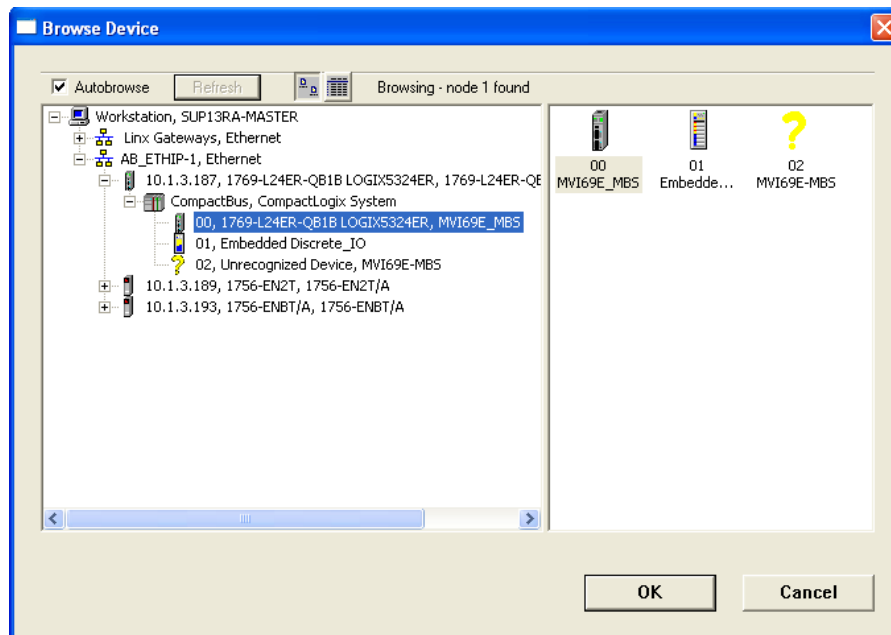 Browse Device
Autobrowse Refresh Browsing - node 1 found
Workstation, SUP13RA-MASTER
Linx Gateways, Ethernet
AB_ETHIP-1, Ethernet
10.1.3.187, 1769-L24ER-QB1B LOGIX5324ER, 1769-L24ER-QE
CompactBus, CompactLogix System
00, 1769-L24ER-QB1B LOGIX5324ER, MVI69E_MBS
01, Embedded Discrete_IO
02, Unrecognized Device, MVI69E-MBS
10.1.3.189, 1756-EN2T, 1756-EN2T/A
10.1.3.193, 1756-ENBT/A, 1756-ENBT/A
00
MVI69E_MBS
01
Embedde...
02
MVI69E-MBS
OK Cancel